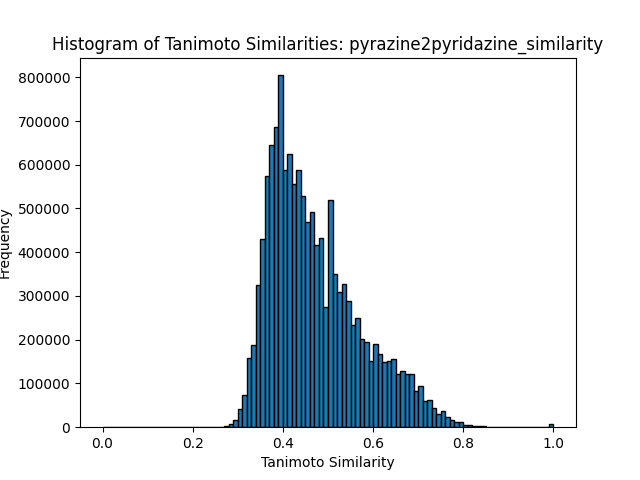 Histogram of Tanimoto Similarities: pyrazine2pyridazine_similarity
800000
700000
600000
500000
400000
300000
200000
100000
0
Frequency
0.0 0.2 0.4 0.6 0.8 1.0
Tanimoto Similarity